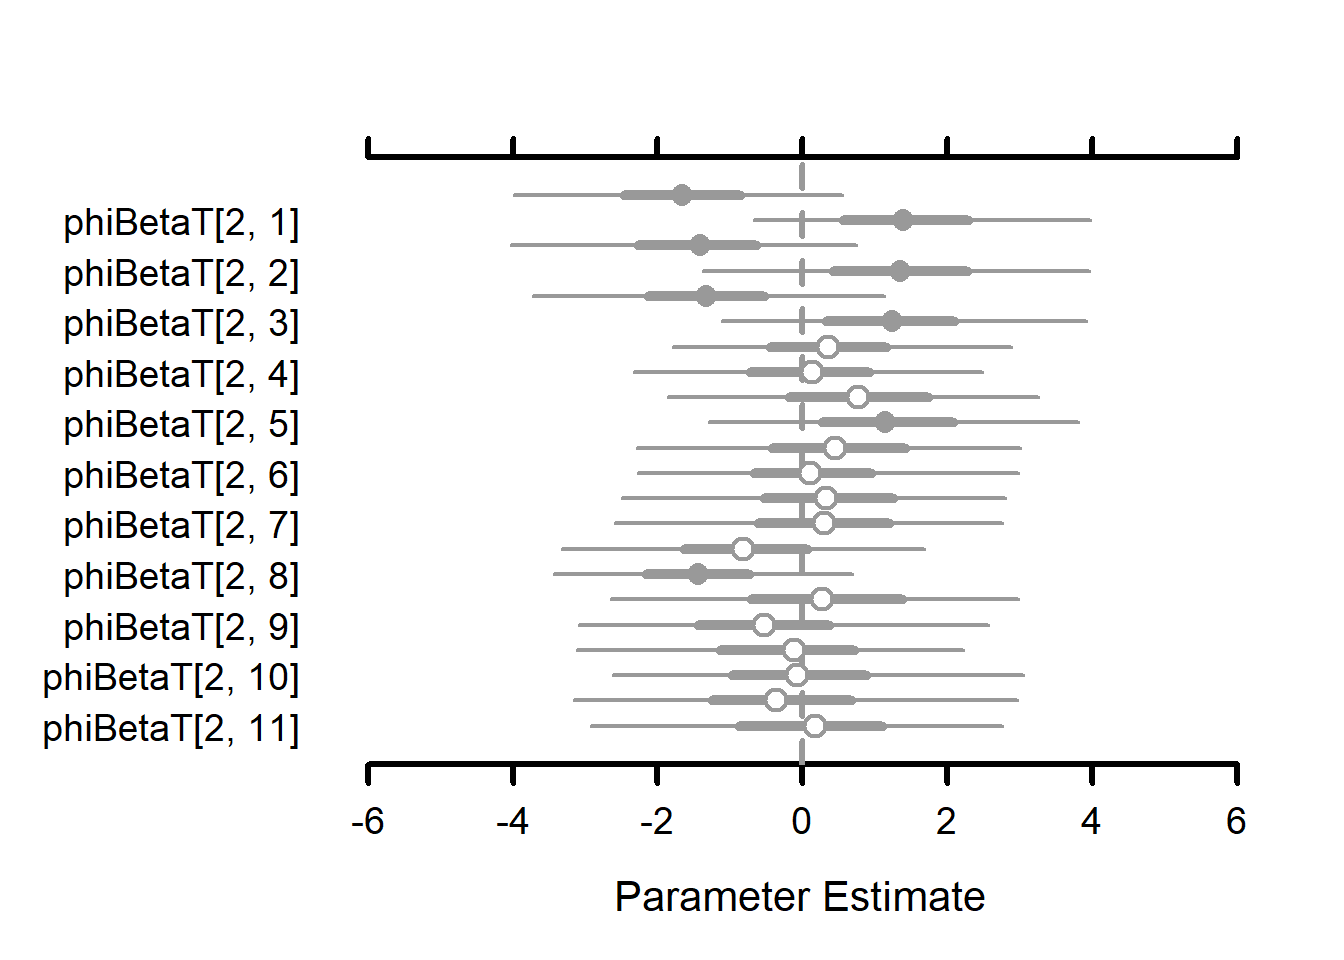 phiBetaT[2, 1]
phiBetaT[2, 2]
phiBetaT[2, 3]
phiBetaT[2, 4]
phiBetaT[2, 5]
phiBetaT[2, 6]
phiBetaT[2, 7]
phiBetaT[2, 8]
phiBetaT[2, 9]
phiBetaT[2, 10]
phiBetaT[2, 11]
-6 -4 -2 0 2 4 6
Parameter Estimate